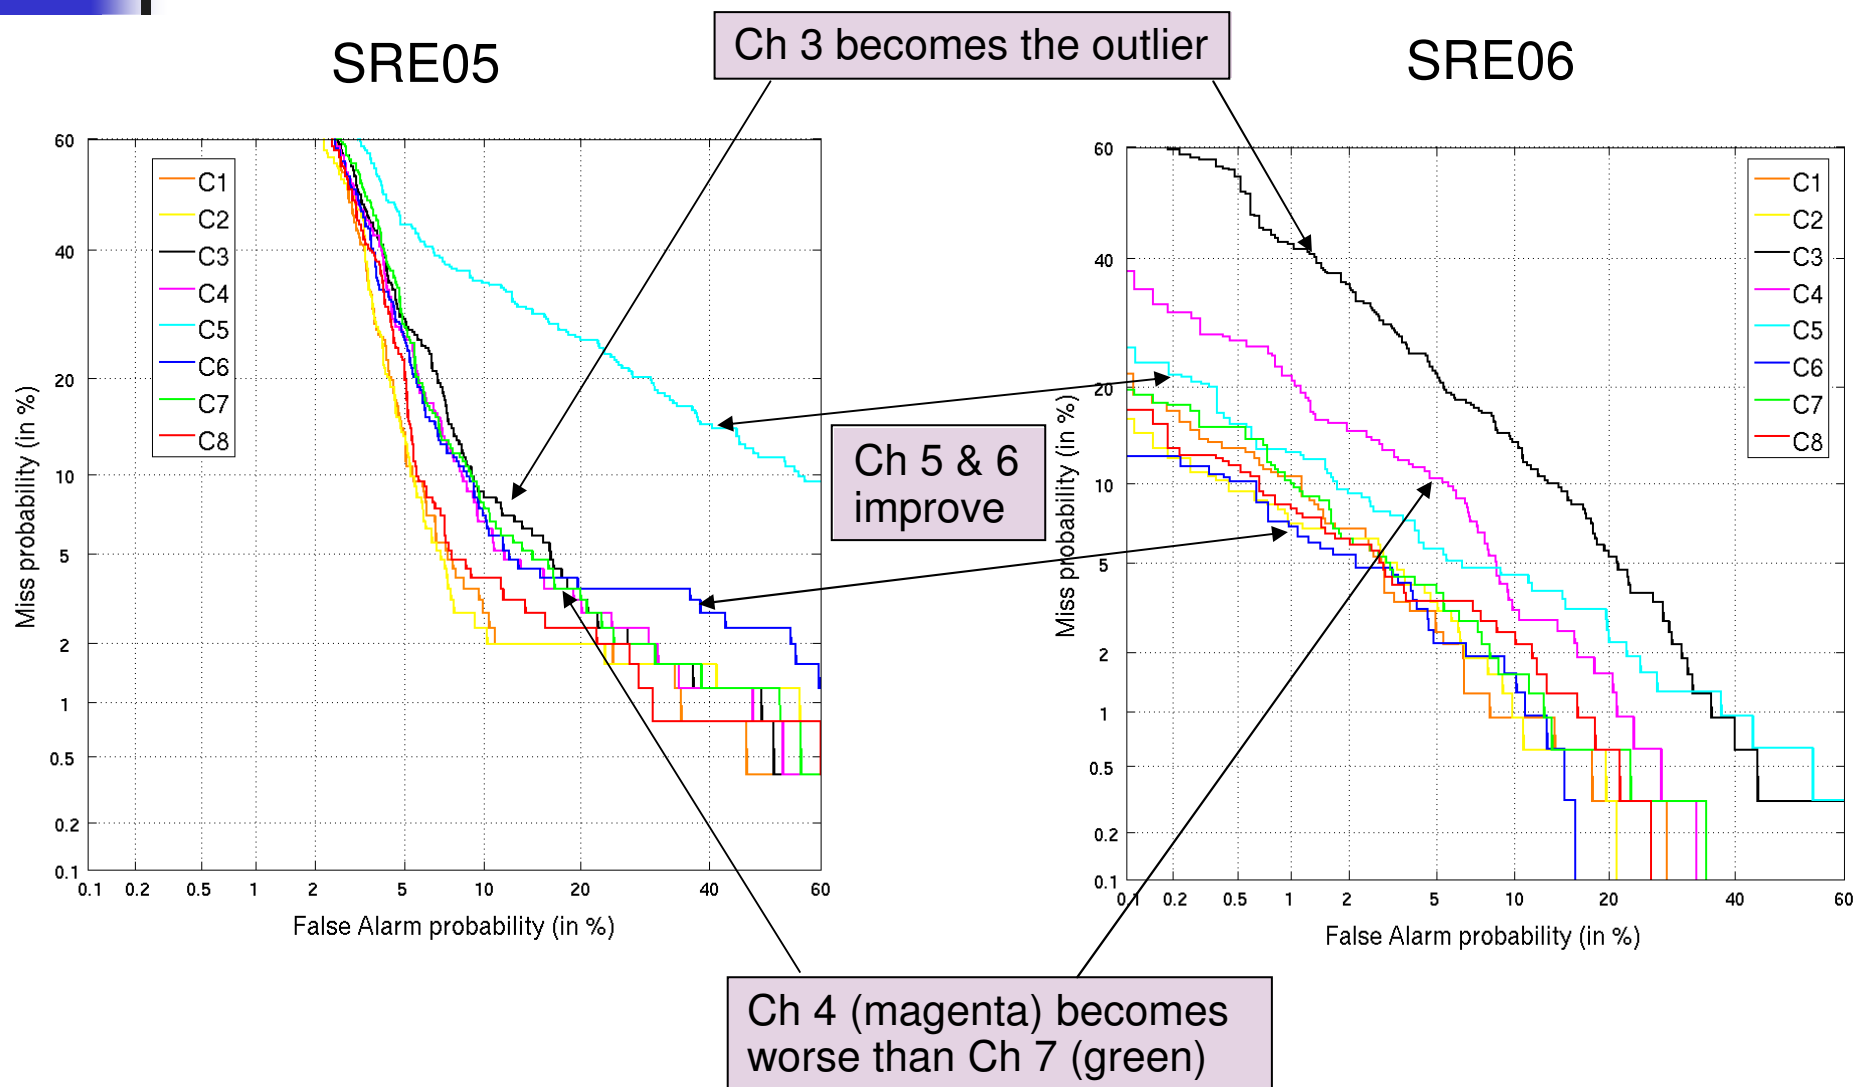 Ch 3 becomes the outlier
SRE05
SRE06
60
40
20
10
5
2
1
0.5
0.2
0.1
Miss probability (in %)
C1
C2
C3
C4
C5
C6
C7
C8
0.1 0.2 0.5 1 2 5 10 20 40 60
False Alarm probability (in %)
Ch 5 & 6
improve
60
40
20
10
5
2
1
0.5
0.2
0.1
Miss probability (in %)
C1
C2
C3
C4
C5
C6
C7
C8
0.1 0.2 0.5 1 2 5 10 20 40 60
False Alarm probability (in %)
Ch 4 (magenta) becomes
worse than Ch 7 (green)